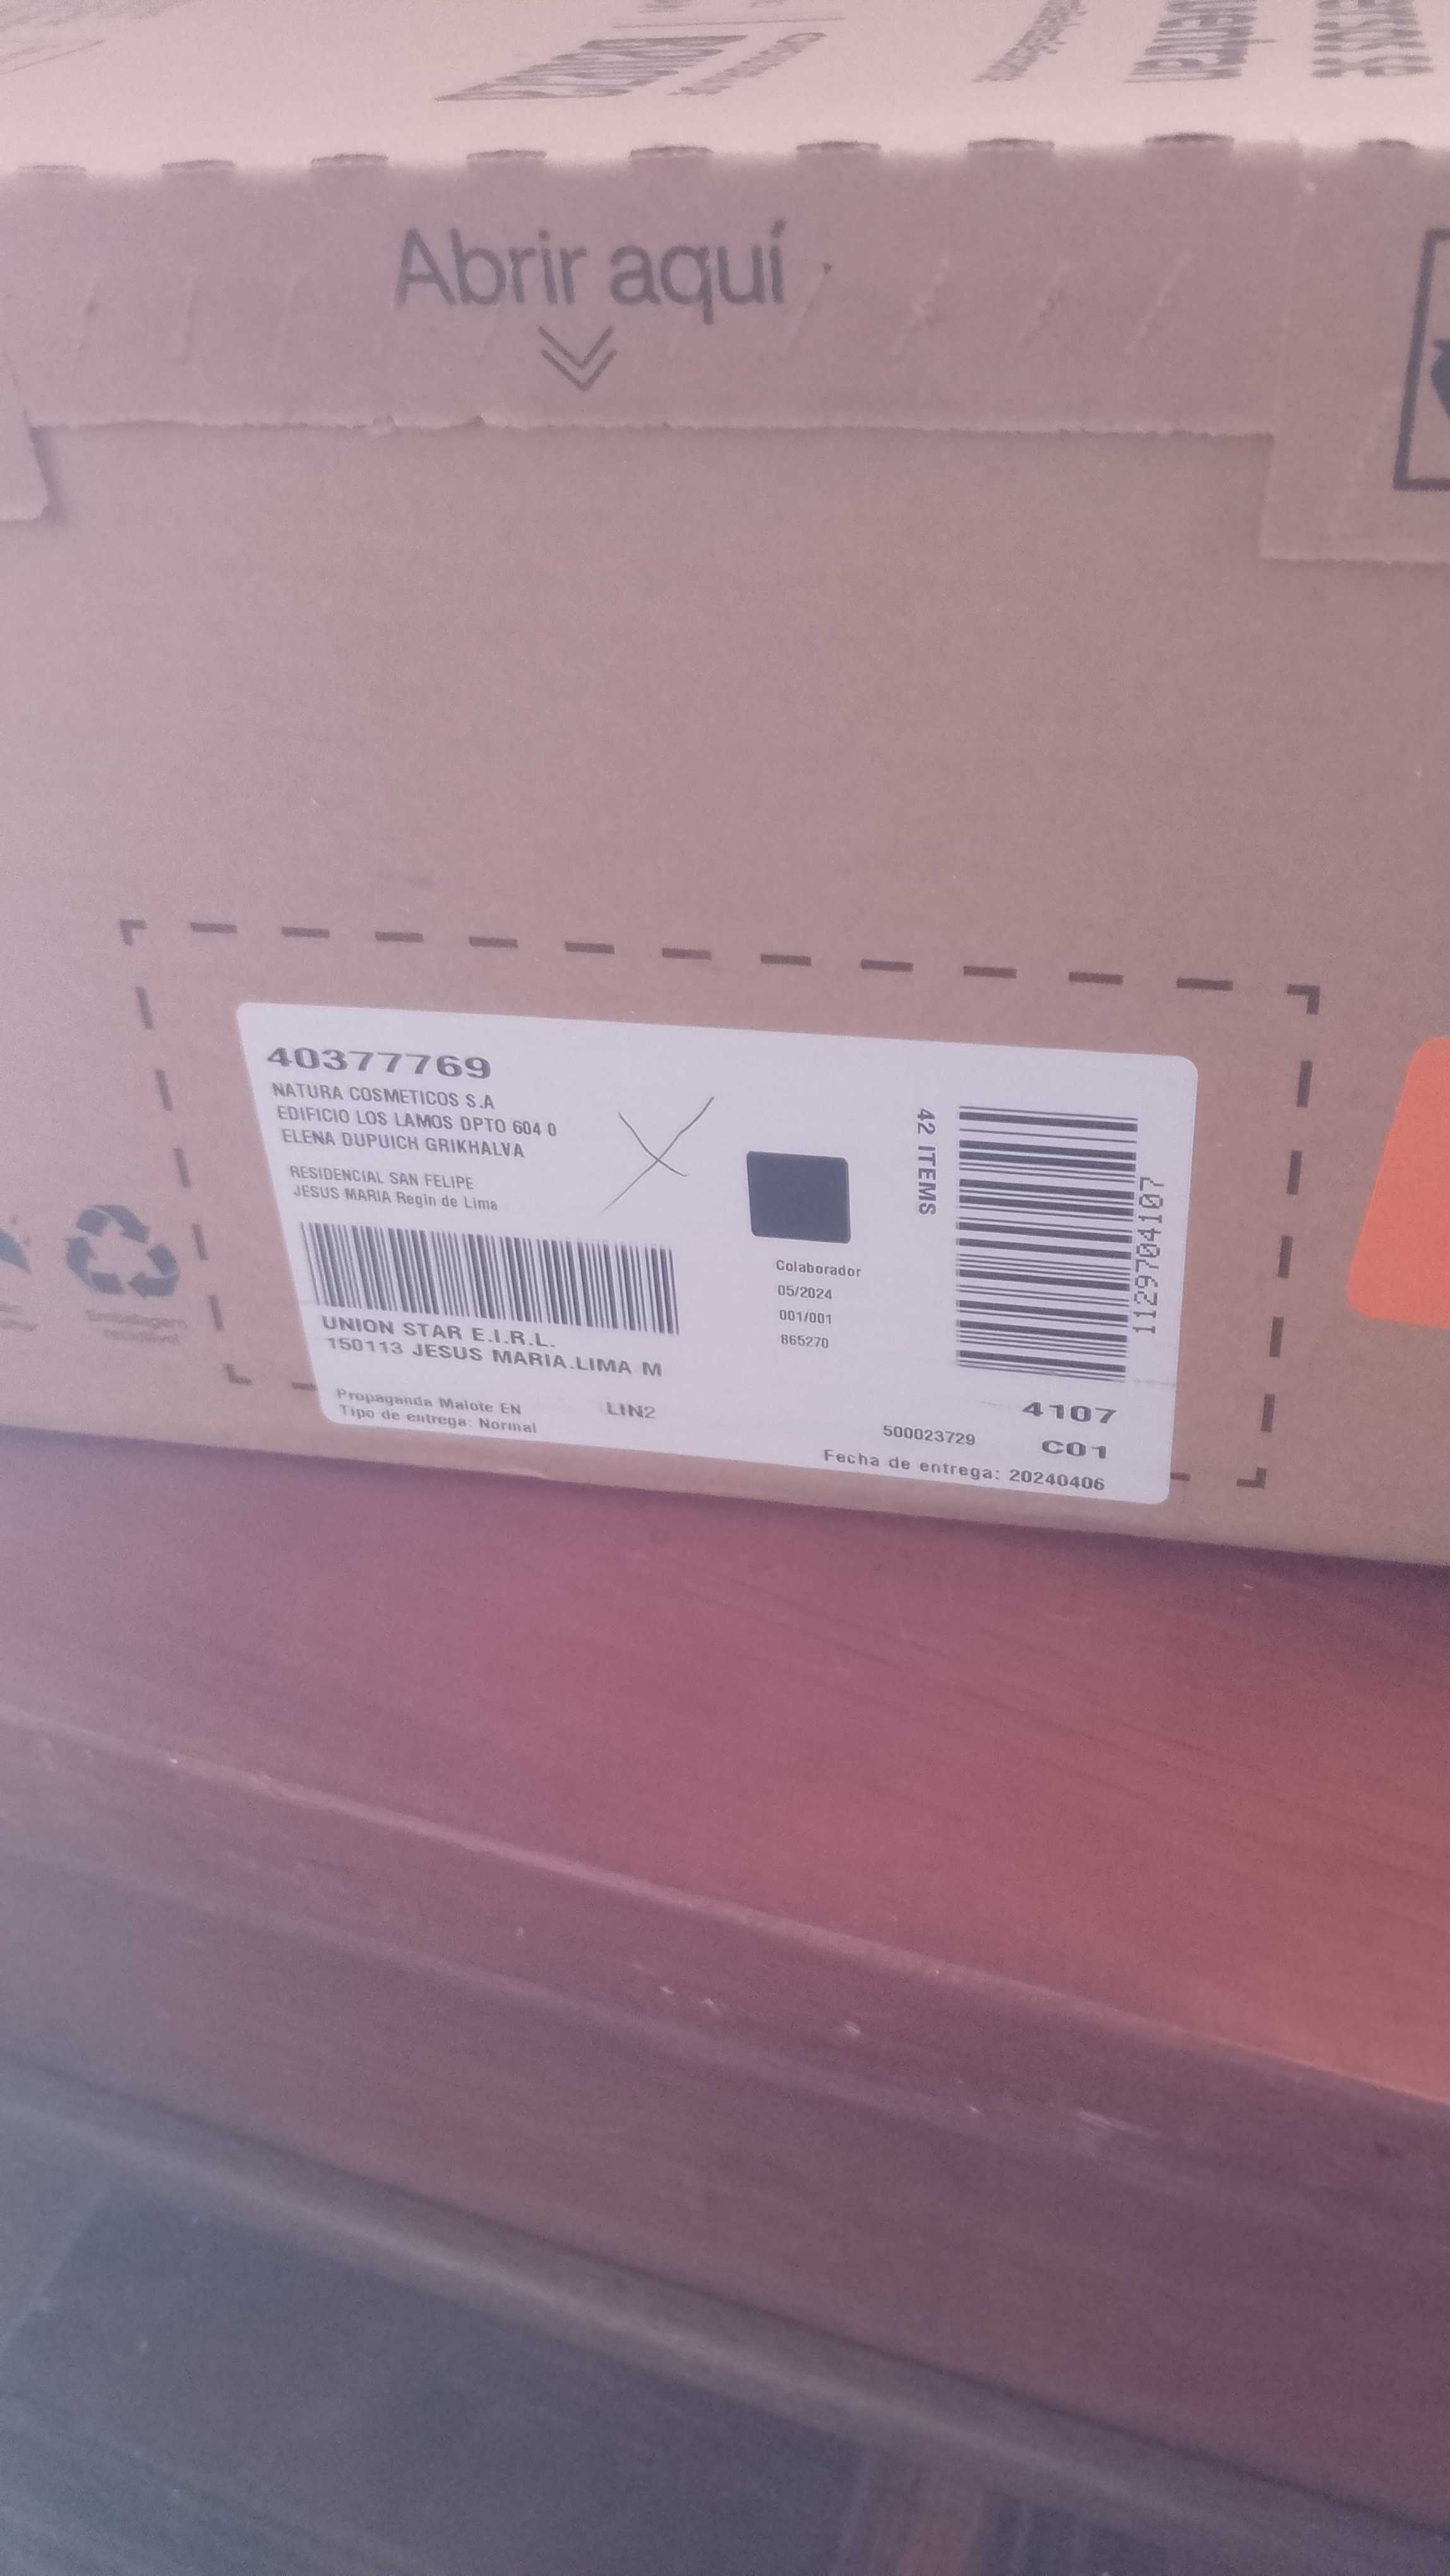 Abrir aquí
40377769
NATURA COSMETICOS S.A
EDIFICIO LOS LAMOS DPTO 604 0
ELENA DUPUICH GRIKHALVA
RESIDENCIAL SAN FELIPE
JESUS MARIA Regin de Lima
UNION STAR E.I.R.L.
150113 JESUS MARIA.LIMA M
Propaganda Malote EN
LIN2
Tipo de entrega: Normal
Colaborador
05/2024
001/001
865270
42 ITEMS
1129704107
4107
500023729
C01
Fecha de entrega: 20240406